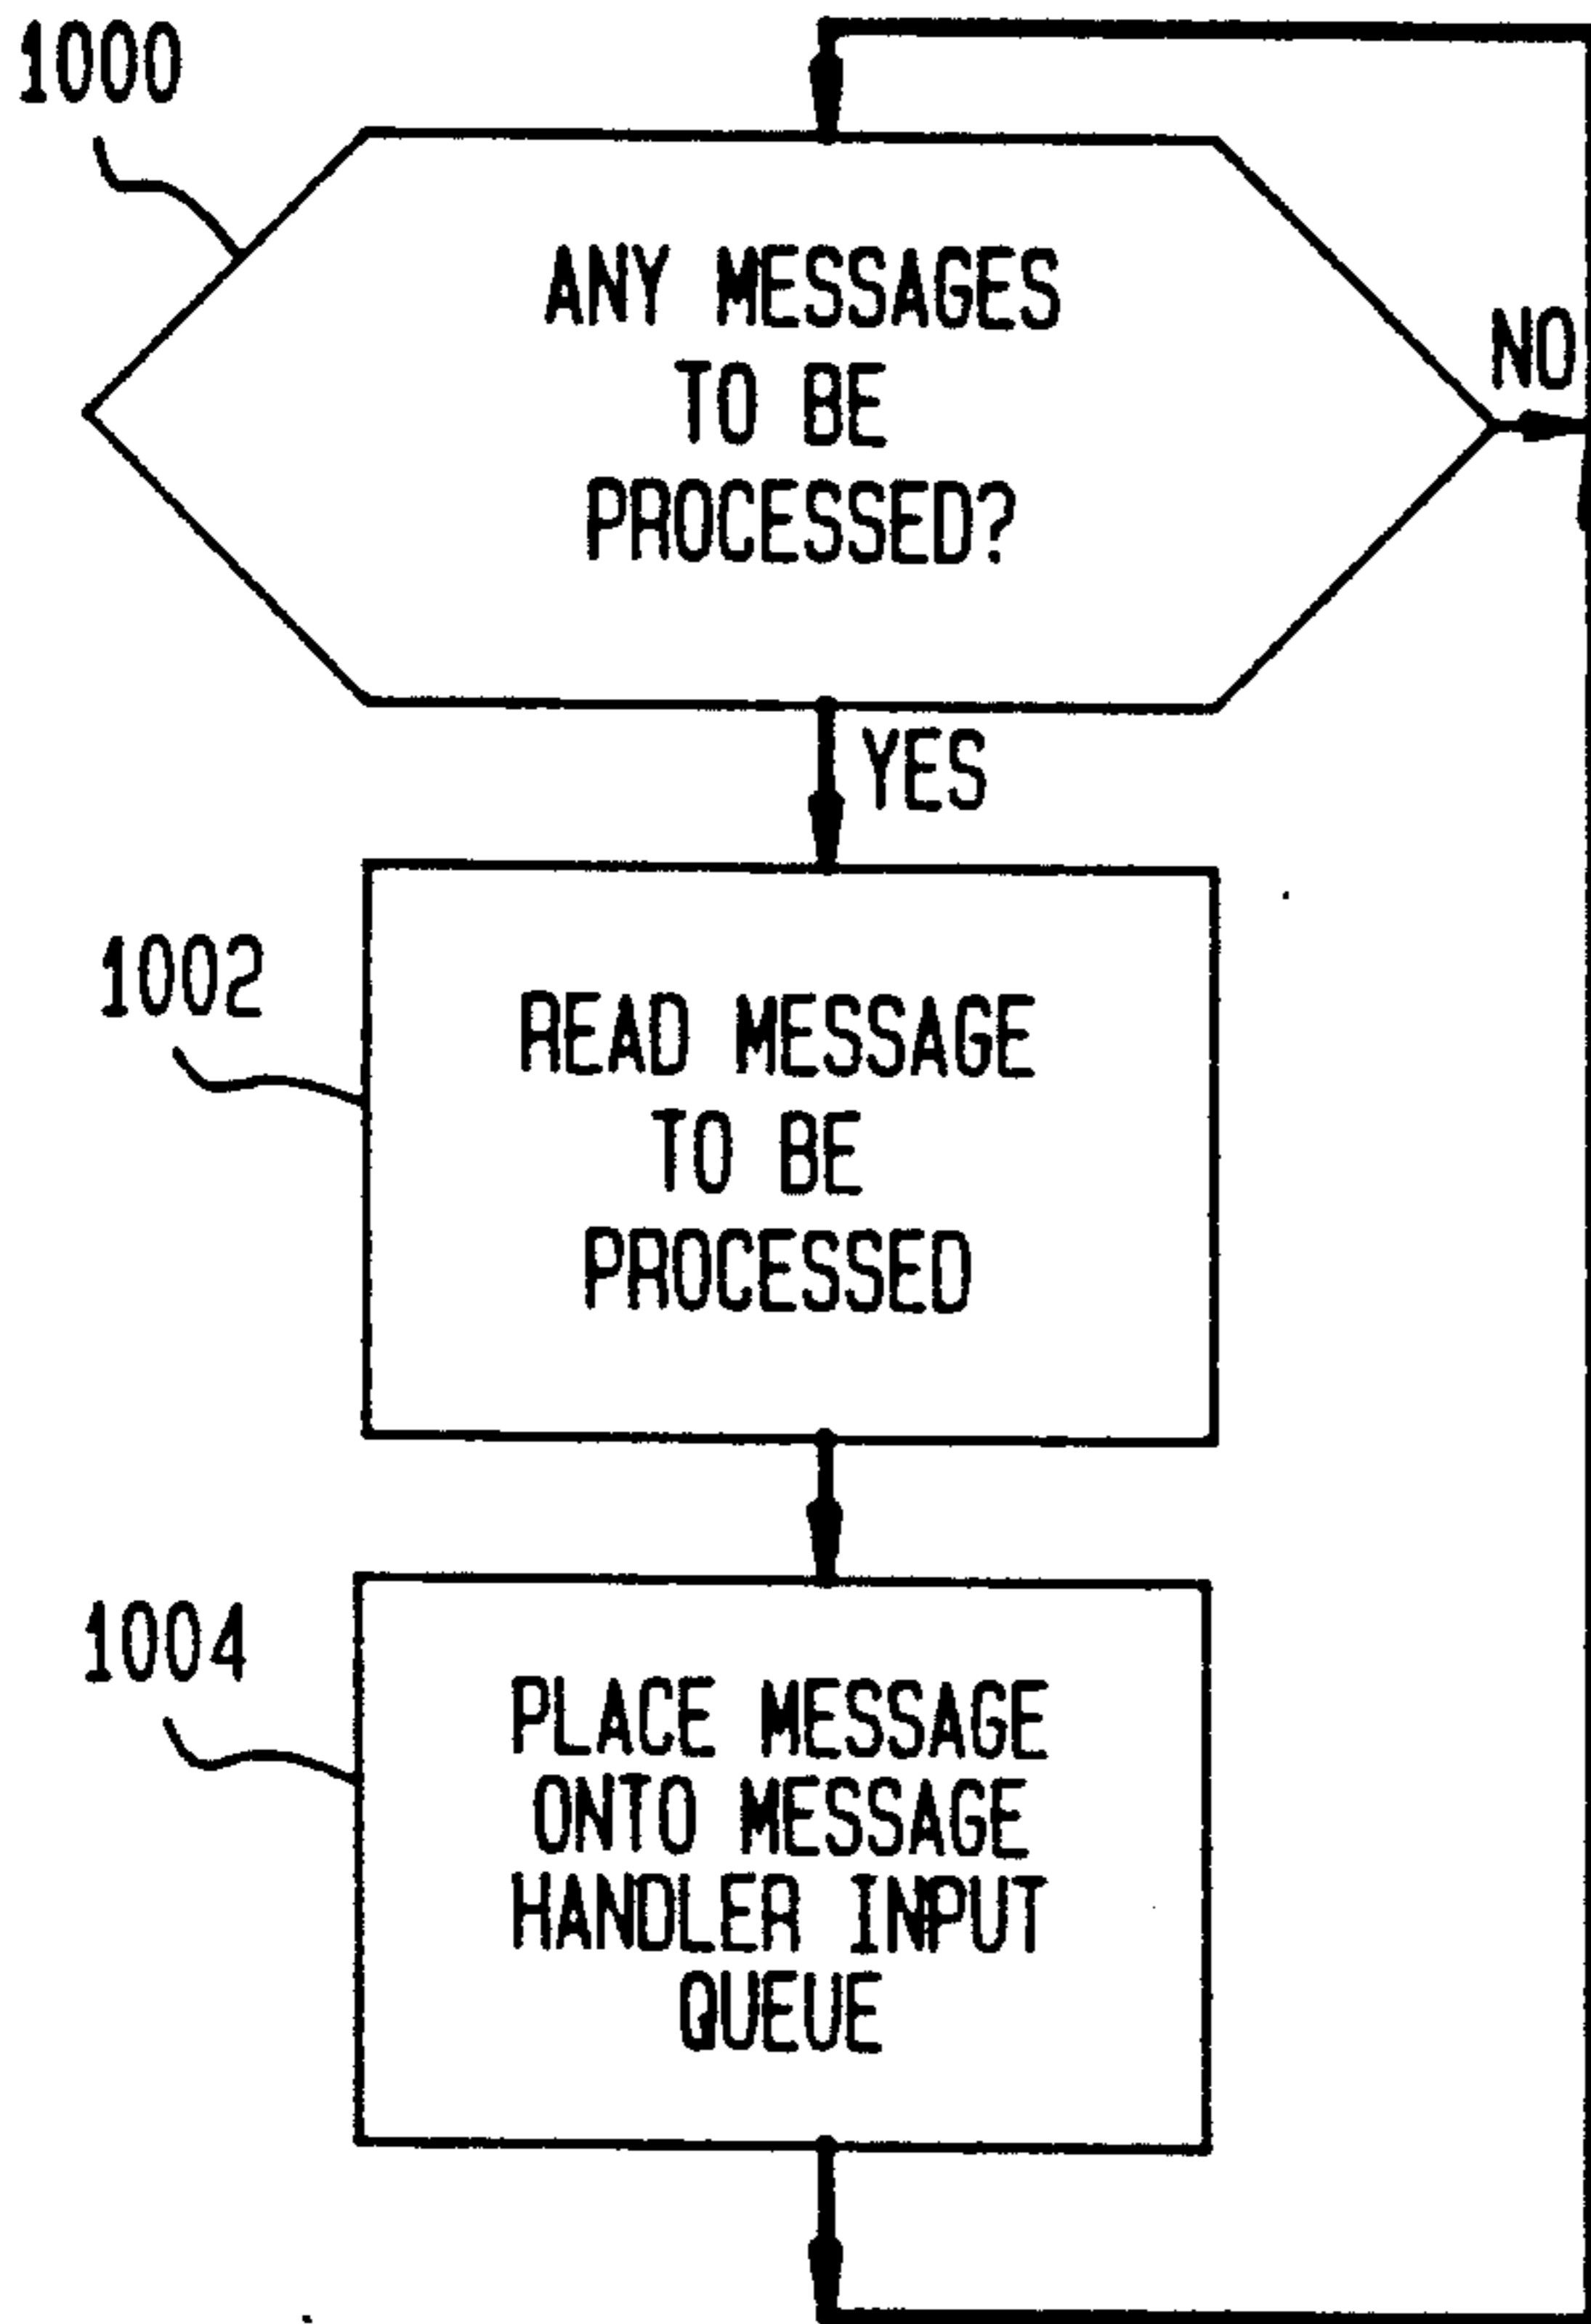 1000
ANY MESSAGES
TO BE
PROCESSED?
NO
YES
1002
READ MESSAGE
TO BE
PROCESSED
1004
PLACE MESSAGE
ONTO MESSAGE
HANDLER INPUT
QUEUE